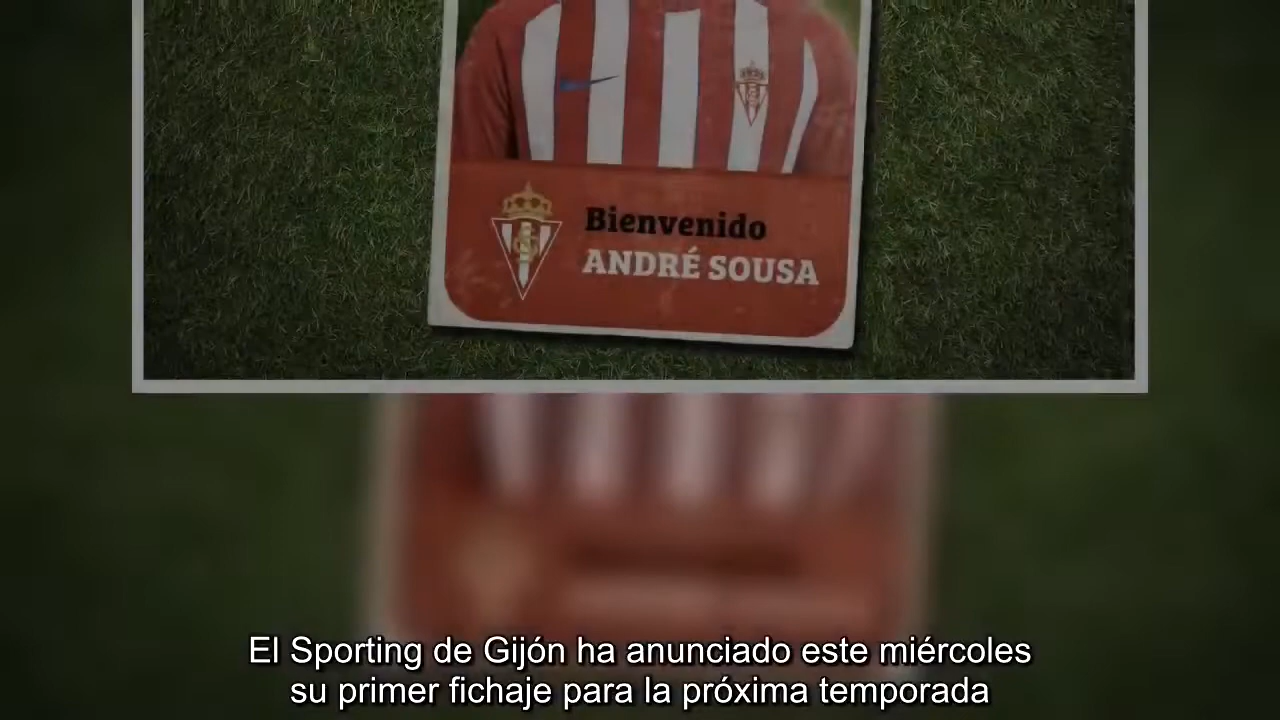 Bienvenido
ANDRÉ SOUSA
El Sporting de Gijón ha anunciado este miércoles
su primer fichaje para la próxima temporada